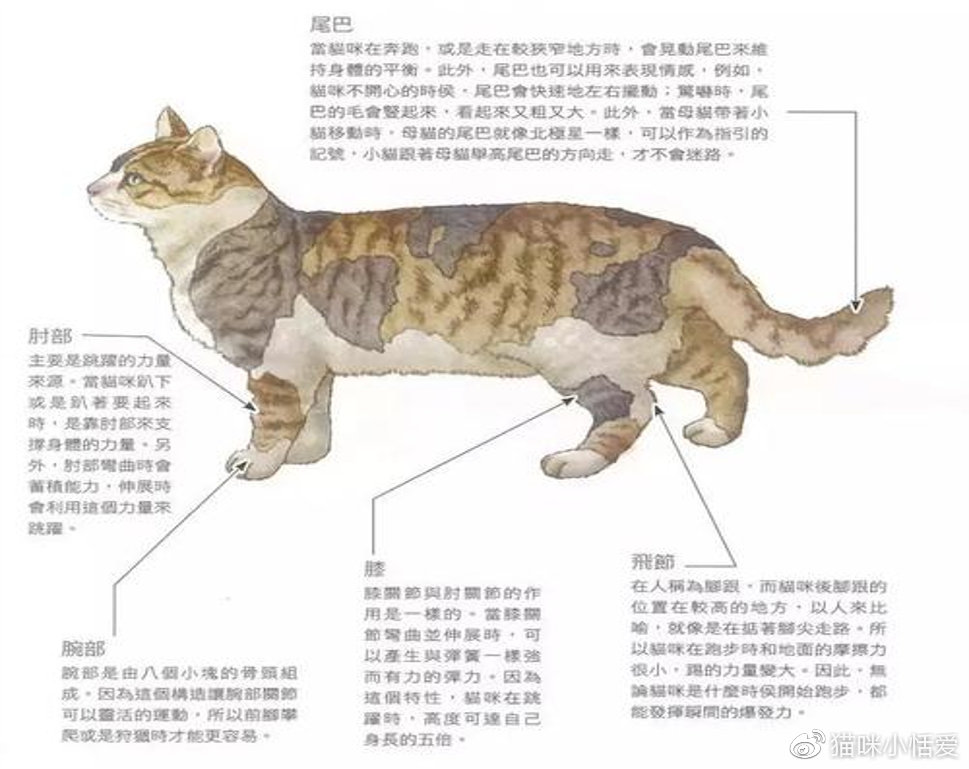 尾巴
當貓咪在奔跑，或是走在較狹窄地方時，會晃動尾巴來維
持身體的平衡。此外，尾巴也可以用來表現情感，例如，
貓咪不開心的時侯，尾巴會快速地左右擺動；驚嚇時，尾
巴的毛會豎起來，看起來又粗又大。此外，當母貓帶著小
貓移動時，母貓的尾巴就像北極星一樣，可以作為指引的
記號，小貓跟著母貓舉高尾巴的方向走，才不會迷路。
肘部
主要是跳躍的力量
來源。當貓咪趴下
或是趴著要起來
時，是靠肘部來支
撐身體的力量。另
外，肘部彎曲時會
蓄積能力，伸展時
會利用這個力量來
跳躍。
腕部
腕部是由八個小塊的骨頭組
成。因為這個構造讓腕部關節
可以靈活的運動，所以前腳攀
爬或是狩獵時才能更容易。
膝
膝關節與肘關節的作
用是一樣的。當膝關
節彎曲並伸展時，可
以產生與彈簧一樣強
而有力的彈力。因為
這個特性，貓咪在跳
躍時，高度可達自己
身長的五倍。
飛節
在人稱為腳跟，而貓咪後腳跟的
位置在較高的地方，以人來比
喻，就像是在掂著腳尖走路。所
以貓咪在跑步時和地面的摩擦力
很小，踢的力量變大。因此，無
論貓咪是什麼時侯開始跑步，都
能發揮瞬間的爆發力。
猫咪小恬爱